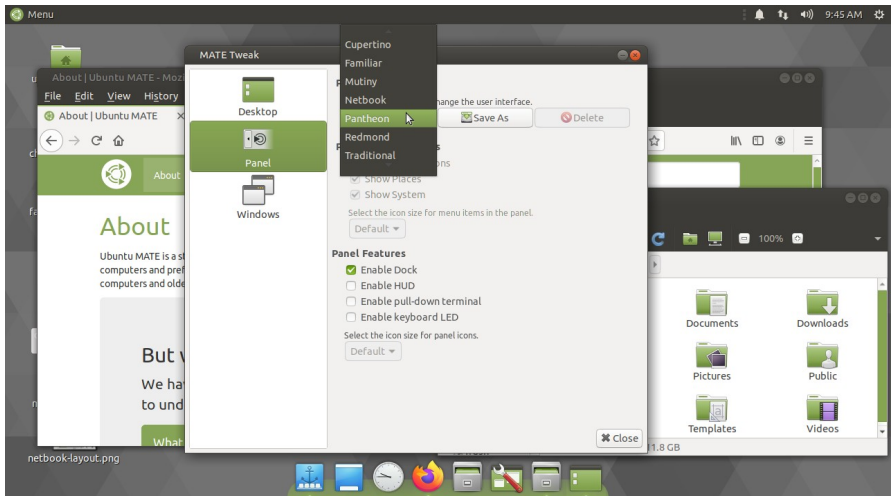 Menu
9:45 AM
About | Ubuntu MATE - Mozi
File Edit View History
About | Ubuntu MATE
About
About
Ubuntu MATE is a st
computers and pref
computers and olde
But w
We hav
to und
What
netbook-layout.png
MATE Tweak
Desktop
Panel
Windows
Cupertino
Familiar
Mutiny
Netbook
Pantheon
Redmond
Traditional
hange the user interface.
Save As
Delete
ons
Show Places
Show System
Select the icon size for menu items in the panel.
Default
Panel Features
Enable Dock
Enable HUD
Enable pull-down terminal
Enable keyboard LED
Select the icon size for panel icons.
Default
Close
100%
Documents
Downloads
Pictures
Public
Templates
Videos
11.8 GB